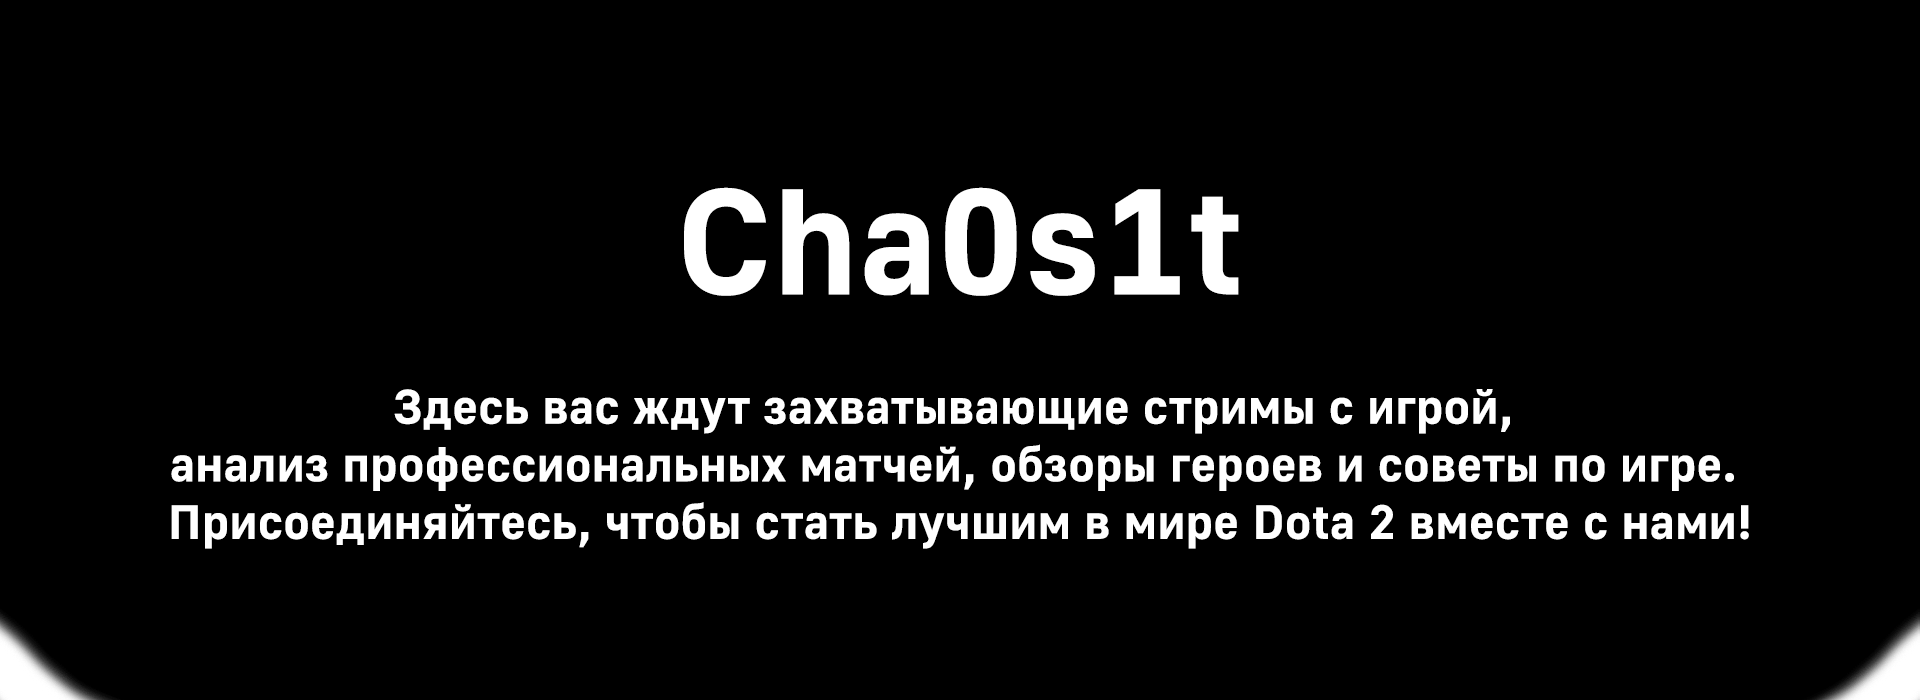 Cha0s1t
Здесь вас ждут захватывающие стримы с игрой,
анализ профессиональных матчей, обзоры героев и советы по игре.
Присоединяйтесь, чтобы стать лучшим в мире Dota 2 вместе с нами!